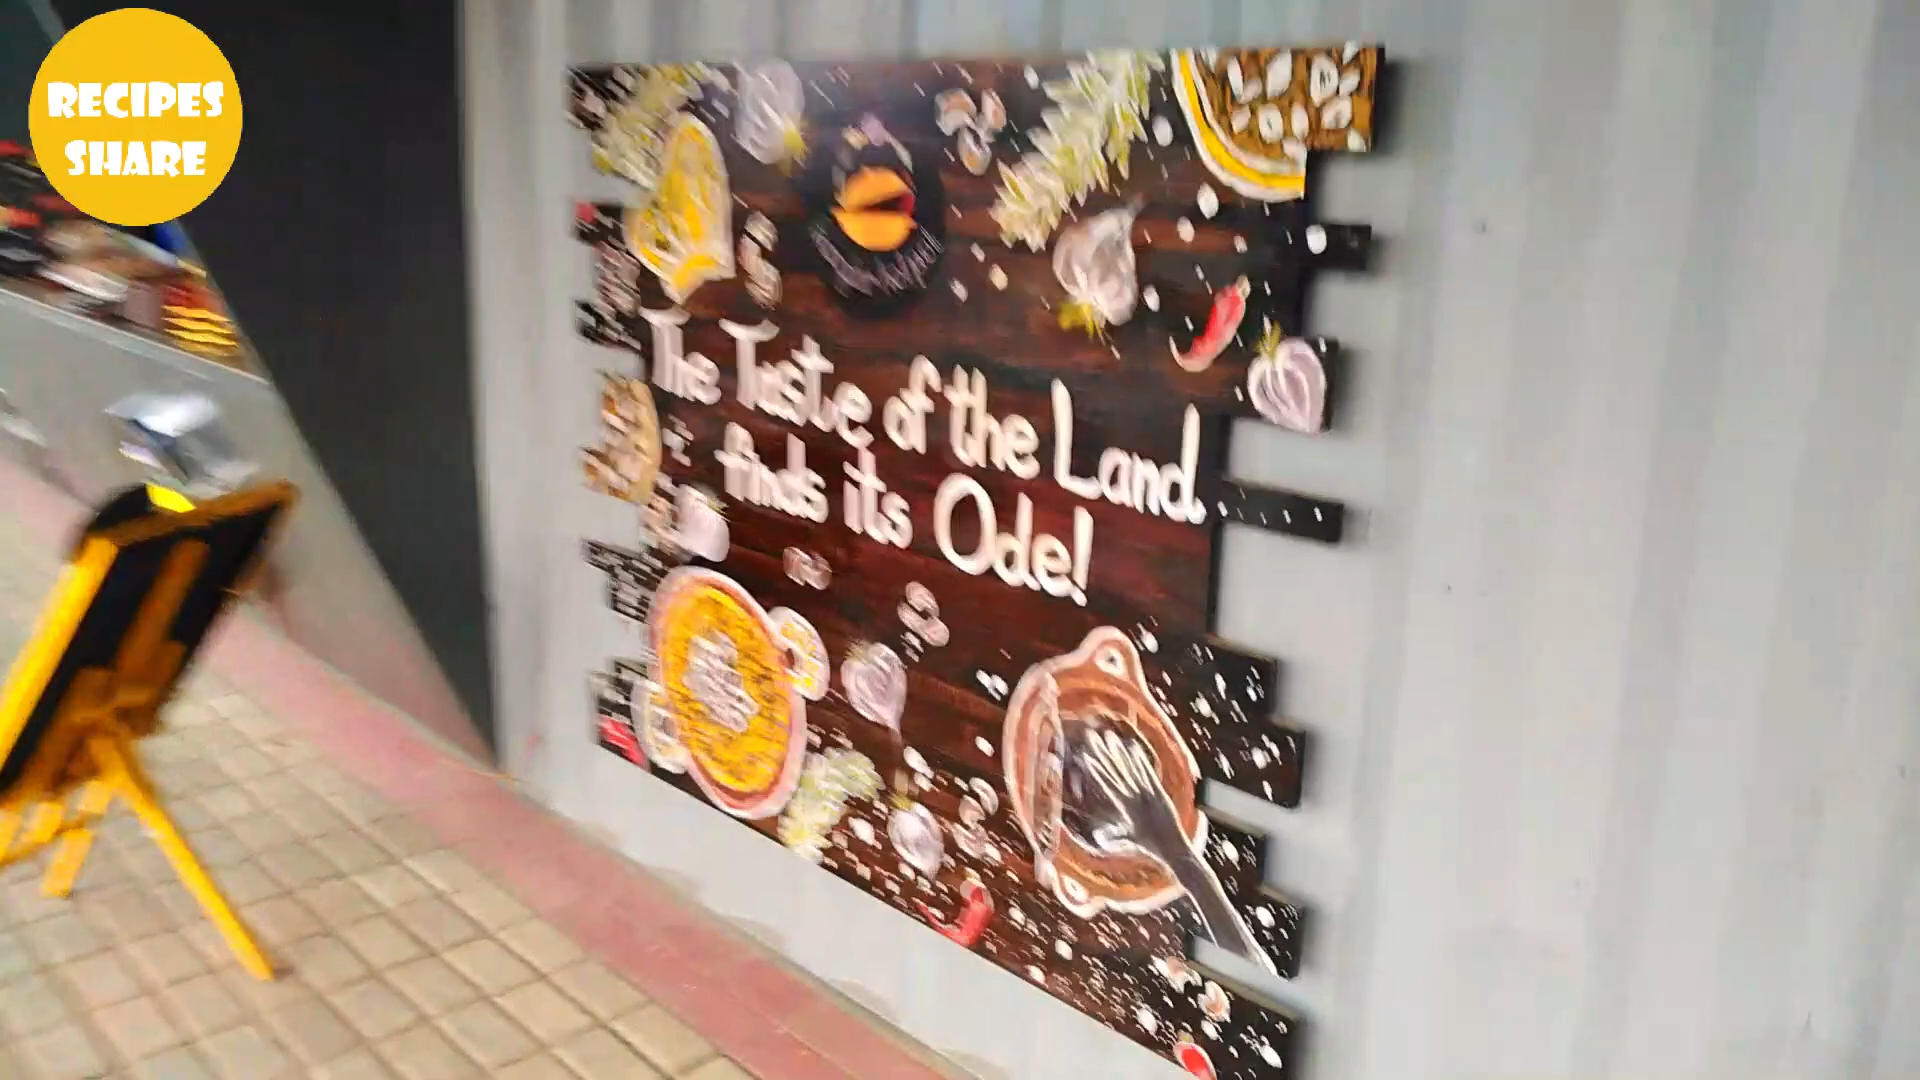 RECIPES
SHARE
The Taste of the Land
finds its Ode!